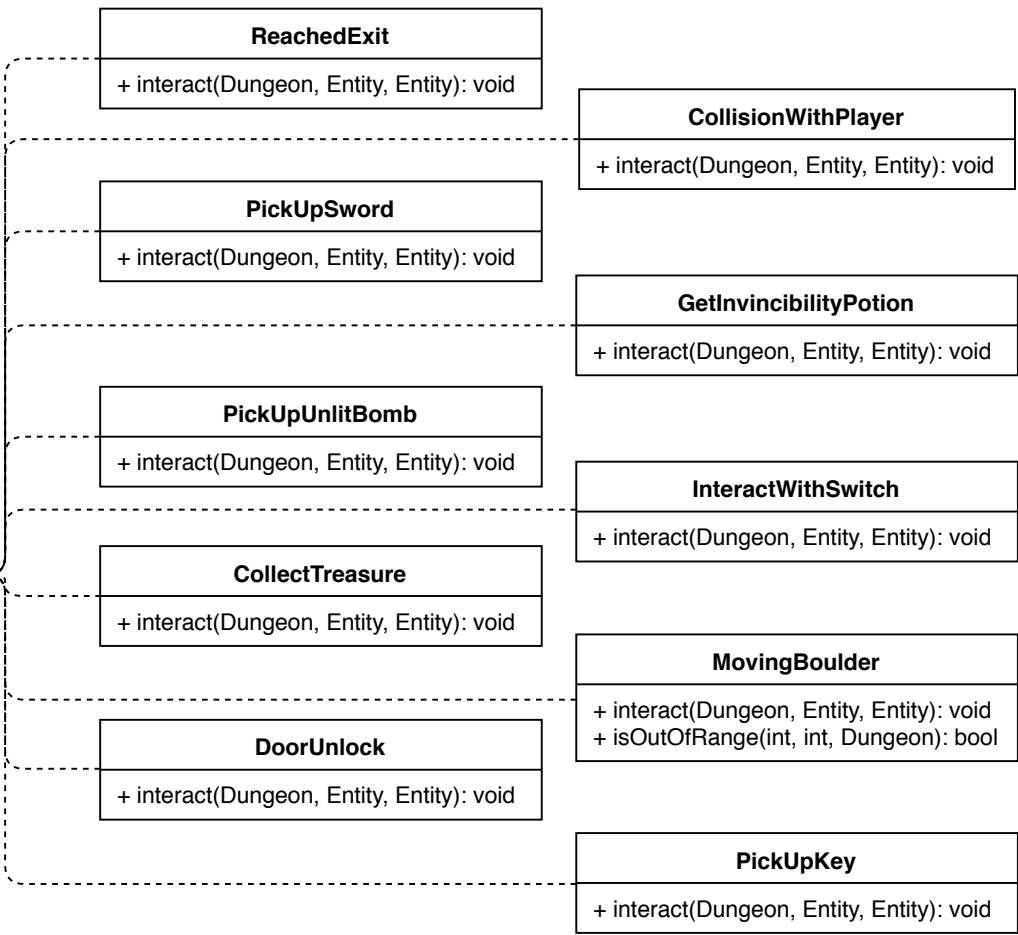 ReachedExit
+ interact(Dungeon, Entity, Entity): void
CollisionWithPlayer
+ interact(Dungeon, Entity, Entity): void
PickUpSword
+ interact(Dungeon, Entity, Entity): void
GetInvincibilityPotion
+ interact(Dungeon, Entity, Entity): void
PickUpUnlitBomb
+ interact(Dungeon, Entity, Entity): void
InteractWithSwitch
+ interact(Dungeon, Entity, Entity): void
CollectTreasure
+ interact(Dungeon, Entity, Entity): void
MovingBoulder
+ interact(Dungeon, Entity, Entity): void
+ isOutOfRange(int, int, Dungeon): bool
DoorUnlock
+ interact(Dungeon, Entity, Entity): void
PickUpKey
+ interact(Dungeon, Entity, Entity): void